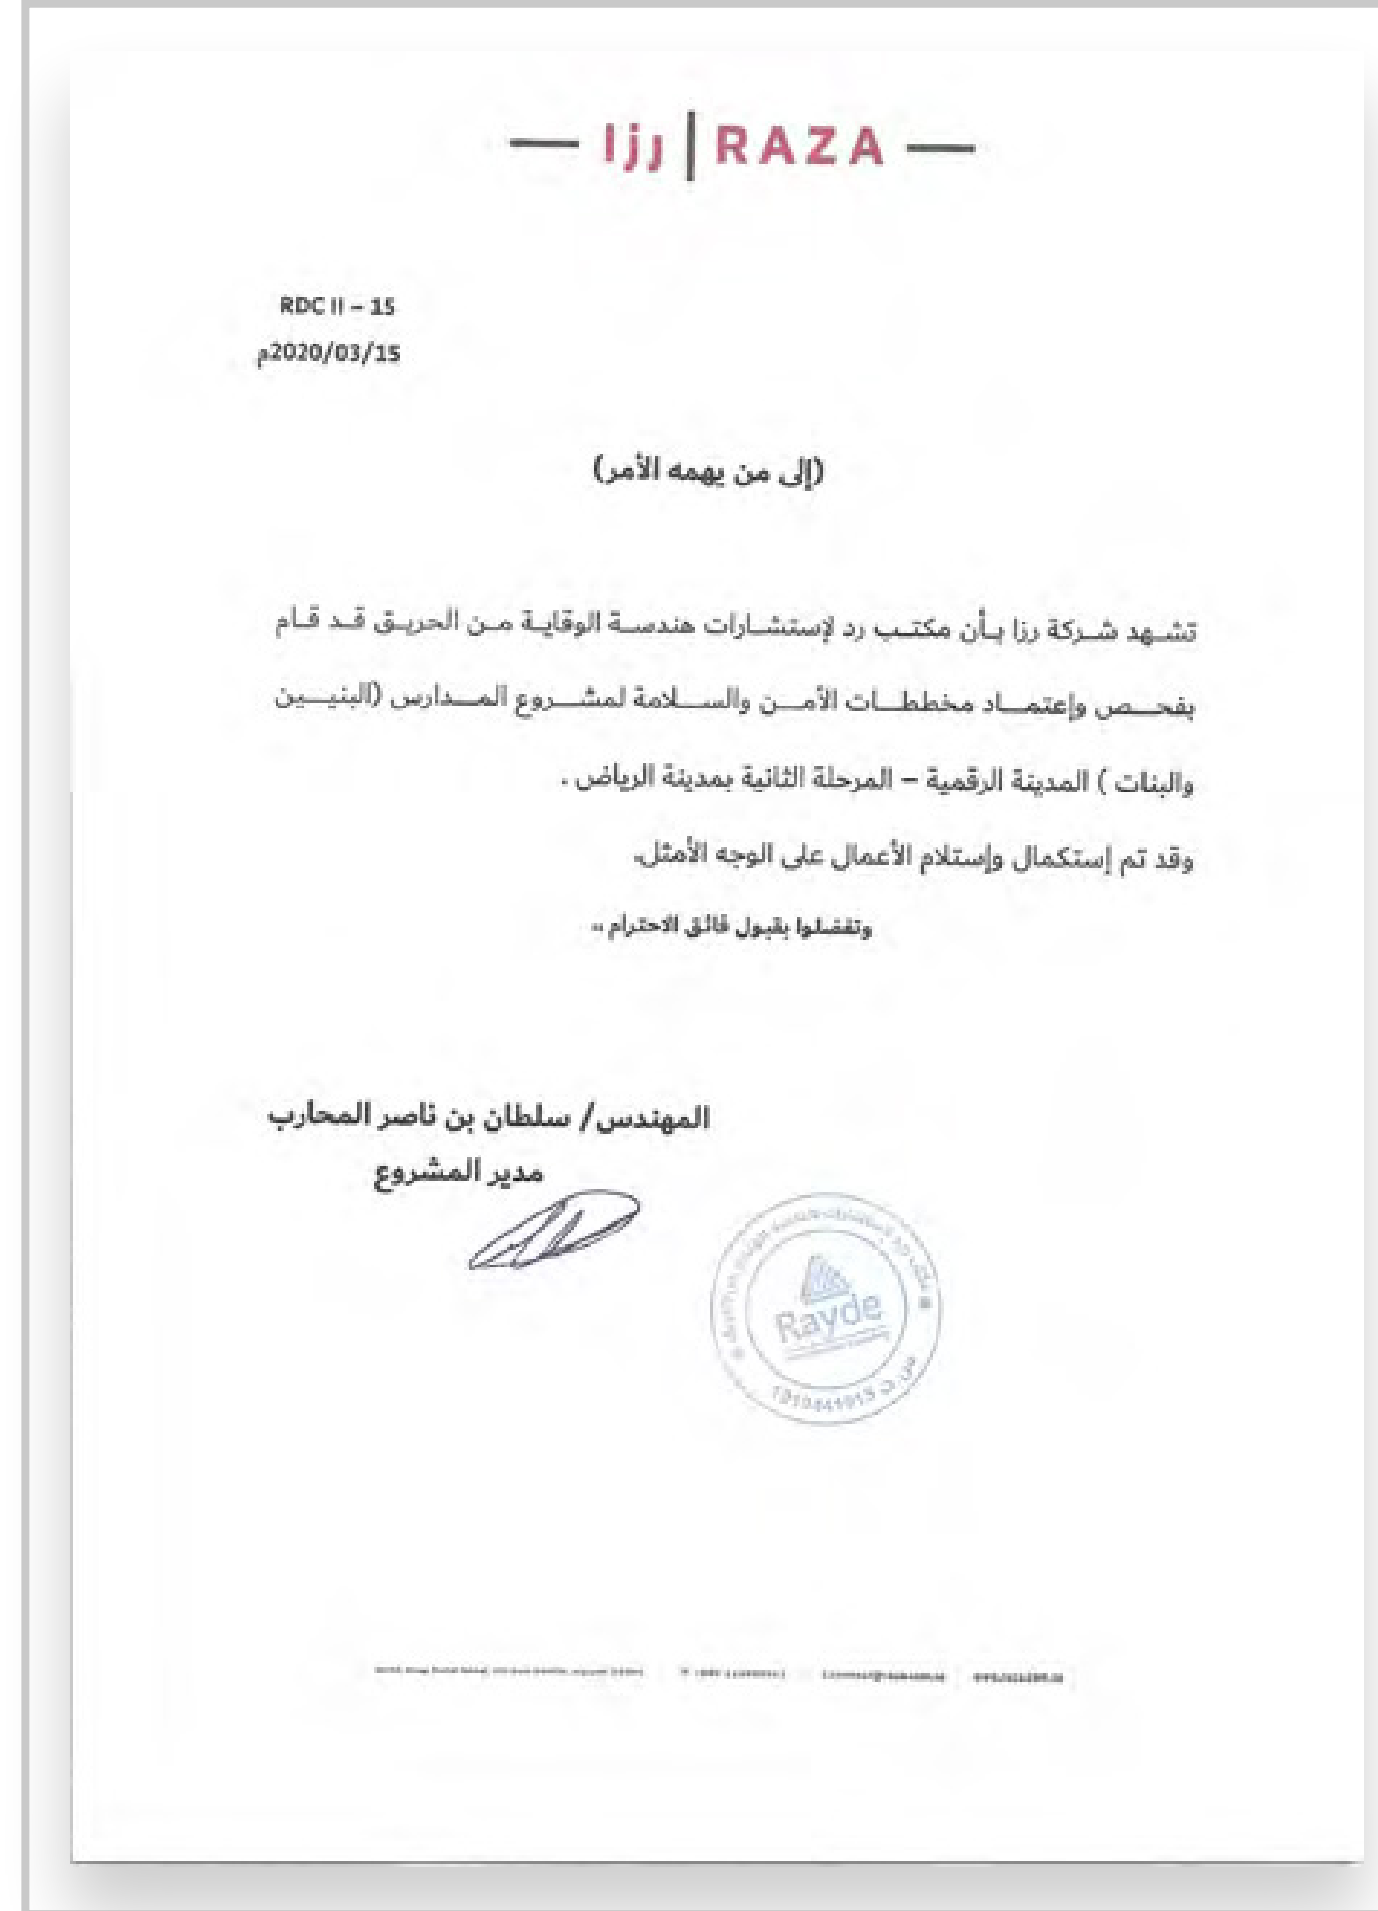 رزا | RAZA
RDC II – 15
2020/03/15م
(إلى من يهمه الأمر)
تشهد شركة رزا بأن مكتب رد لإستشارات هندسة الوقاية من الحريق قد قام
بفحص وإعتماد مخططات الأمن والسلامة لمشروع المدارس (البنيين
والبنات ) المدينة الرقمية – المرحلة الثانية بمدينة الرياض .
وقد تم إستكمال وإستلام الأعمال على الوجه الأمثل،
وتفضلوا بقبول فائق الاحترام ،،
المهندس/ سلطان بن ناصر المحارب
مدير المشروع
Rayde